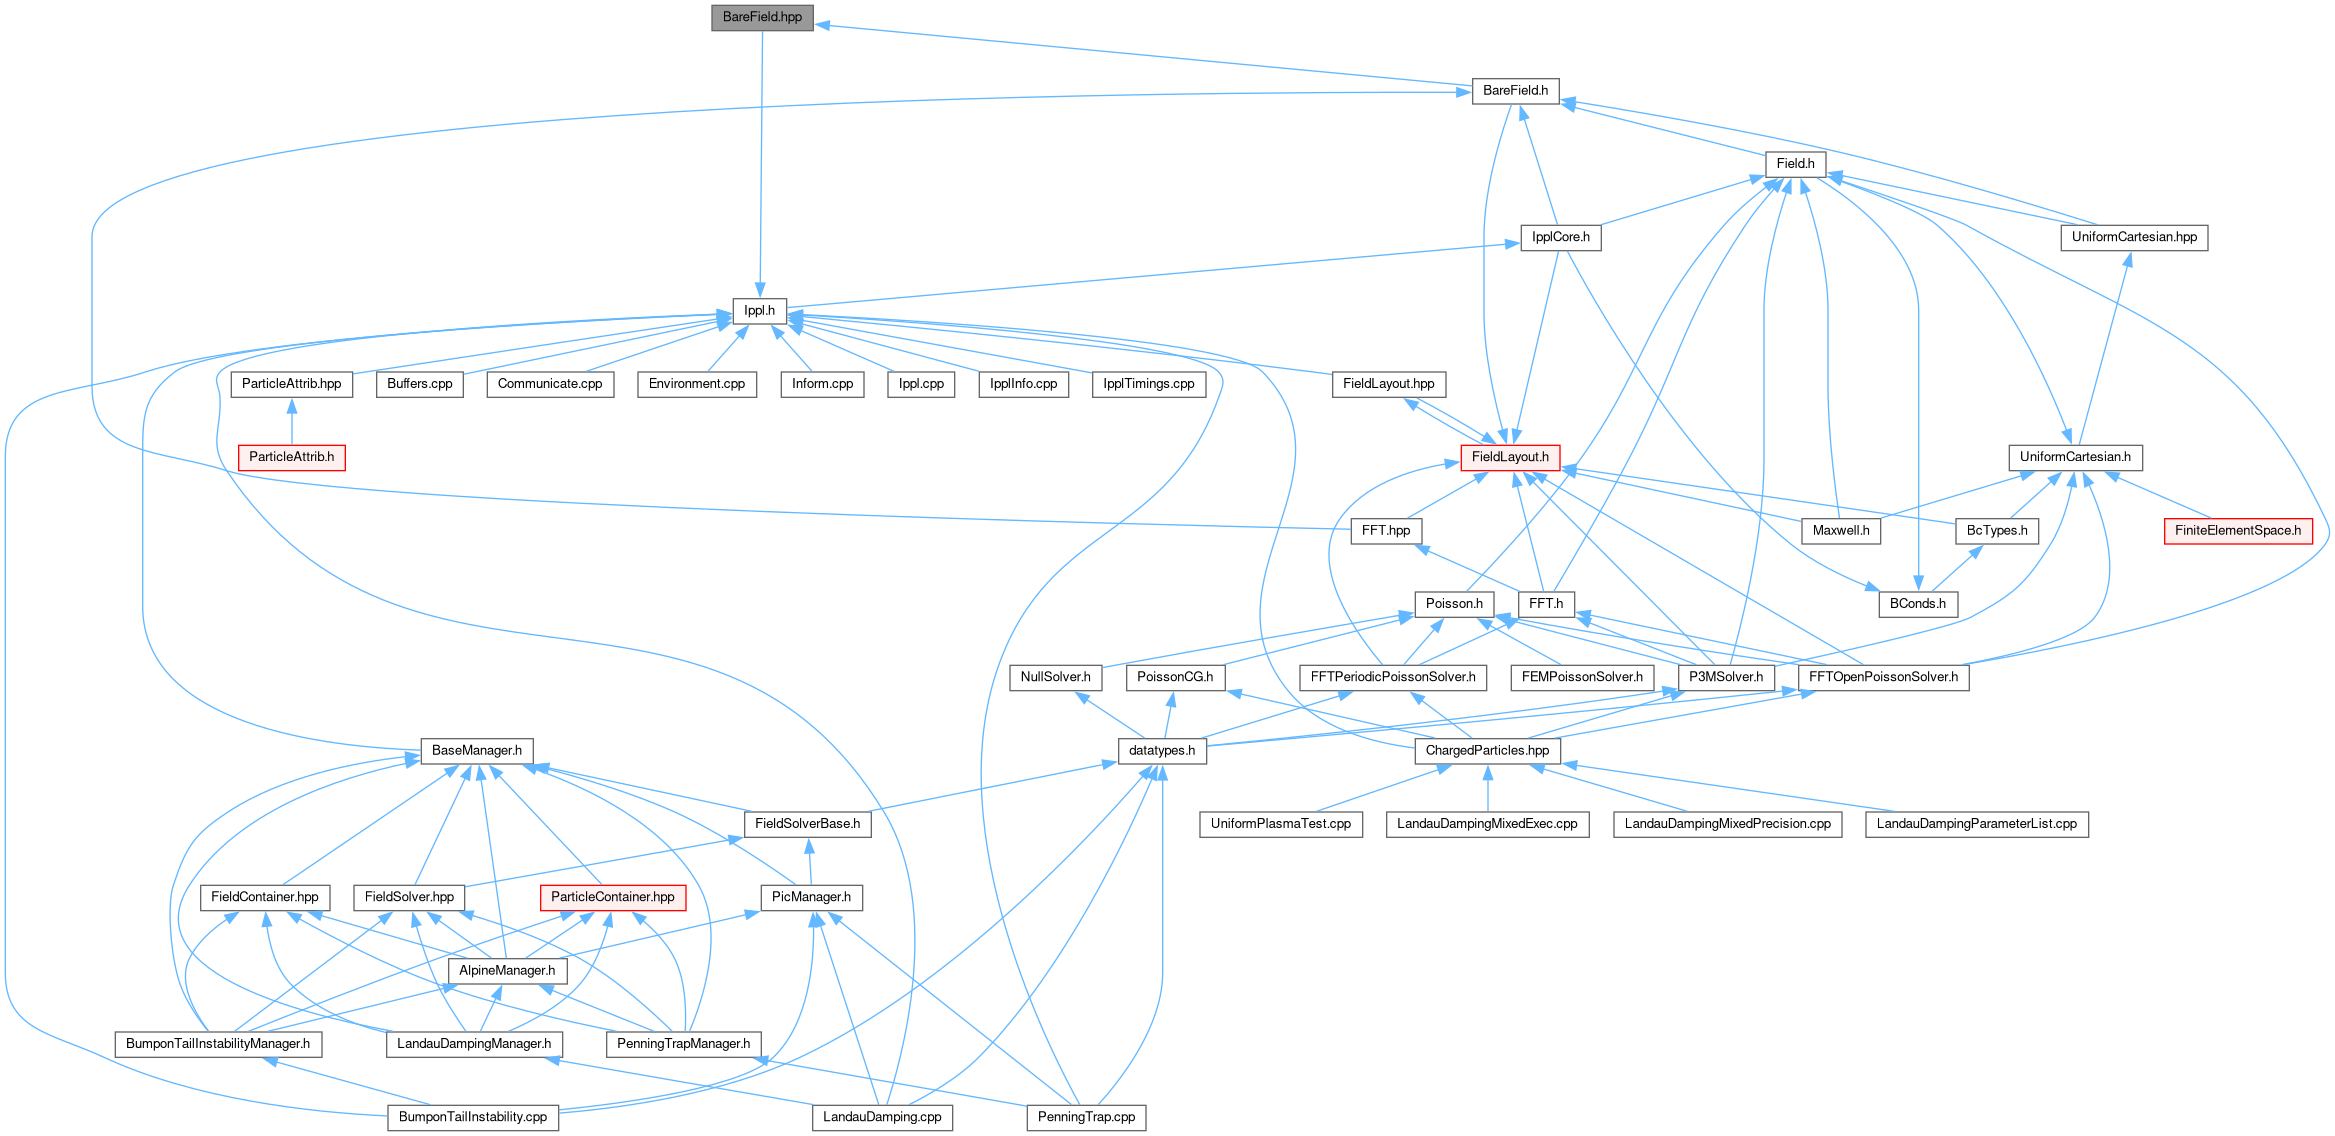 BareField.hpp
BareField.h
Field.h
IpplCore.h
UniformCartesian.hpp
Ippl.h
ParticleAttrib.hpp
Buffers.cpp
Communicate.cpp
Environment.cpp
Inform.cpp
Ippl.cpp
IpplInfo.cpp
IpplTimings.cpp
FieldLayout.hpp
ParticleAttrib.h
FieldLayout.h
UniformCartesian.h
FFT.hpp
Maxwell.h
BcTypes.h
FiniteElementSpace.h
Poisson.h
FFT.h
BConds.h
NullSolver.h
PoissonCG.h
FFTPeriodicPoissonSolver.h
FEMPoissonSolver.h
P3MSolver.h
FFTOpenPoissonSolver.h
BaseManager.h
datatypes.h
ChargedParticles.hpp
FieldSolverBase.h
UniformPlasmaTest.cpp
LandauDampingMixedExec.cpp
LandauDampingMixedPrecision.cpp
LandauDampingParameterList.cpp
FieldContainer.hpp
FieldSolver.hpp
ParticleContainer.hpp
PicManager.h
AlpineManager.h
BumponTailInstabilityManager.h
LandauDampingManager.h
PenningTrapManager.h
BumponTailInstability.cpp
LandauDamping.cpp
PenningTrap.cpp